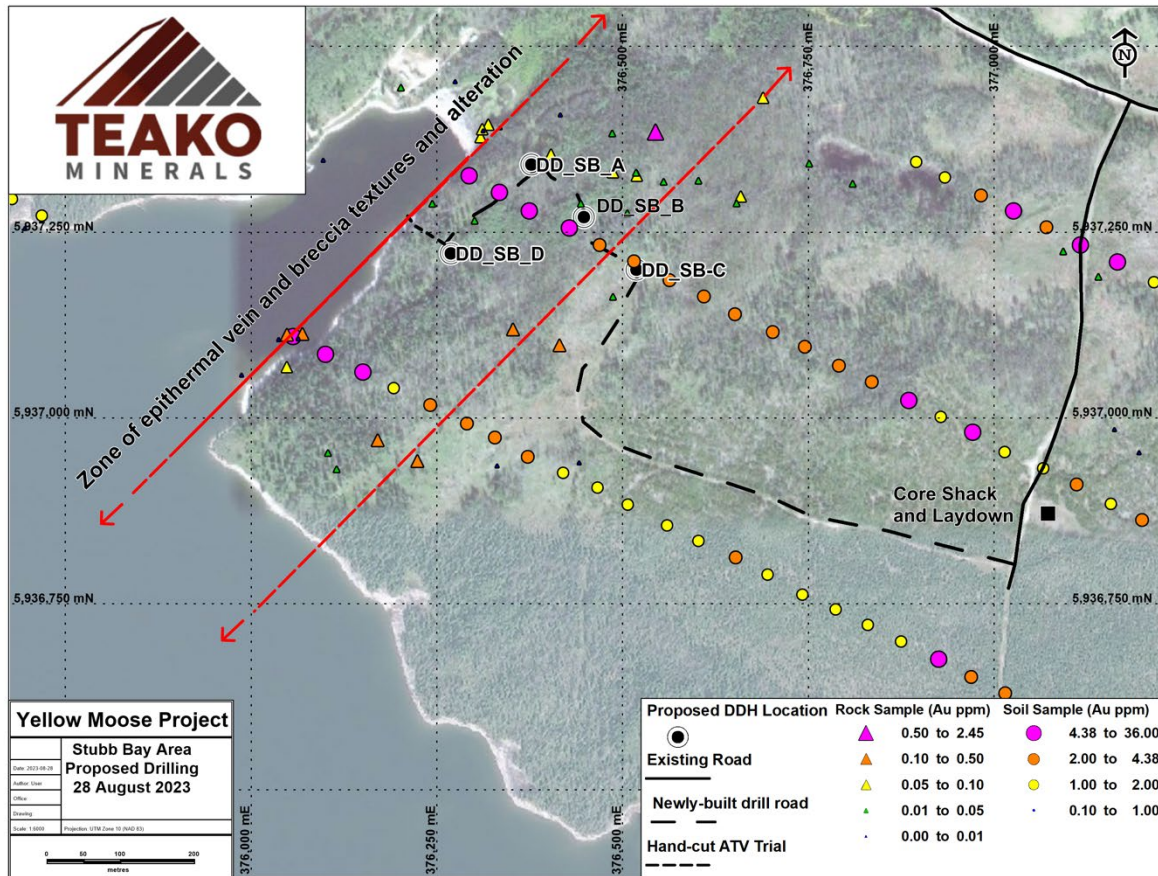 TEAKO
MINERALS
Zone of epithermal vein and breccia textures and alteration
376,500 mE
376,750 mE
377,000 mE
N
DD_SB_A
DD_SB_B
DD_SB_D
DD_SB-C
5,937,250 mN
5,937,250 mN
5,937,000 mN
5,937,000 mN
Core Shack
and Laydown
5,936,750 mN
5,936,750 mN
376,000 mE
376,250 mE
376,500 mE
Yellow Moose Project
Stubb Bay Area
Proposed Drilling
28 August 2023
Date: 2023-08-28
Author: User
Office:
Drawing:
Scale: 1:5000
Projection: UTM Zone 10 (NAD 83)
0 50 100 200
metres
Proposed DDH Location
Existing Road
Newly-built drill road
Hand-cut ATV Trial
Rock Sample (Au ppm)
0.50 to 2.45
0.10 to 0.50
0.05 to 0.10
0.01 to 0.05
0.00 to 0.01
Soil Sample (Au ppm)
4.38 to 36.00
2.00 to 4.38
1.00 to 2.00
0.10 to 1.00